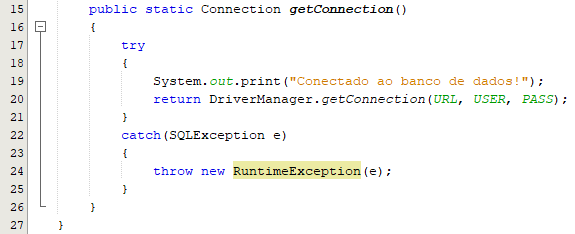 15 public static Connection getConnection()
16 {
17 try
18 {
19 System.out.print("Conectado ao banco de dados!");
20 return DriverManager.getConnection(URL, USER, PASS);
21 }
22 catch(SQLException e)
23 {
24 throw new RuntimeException(e);
25 }
26 }
27 }